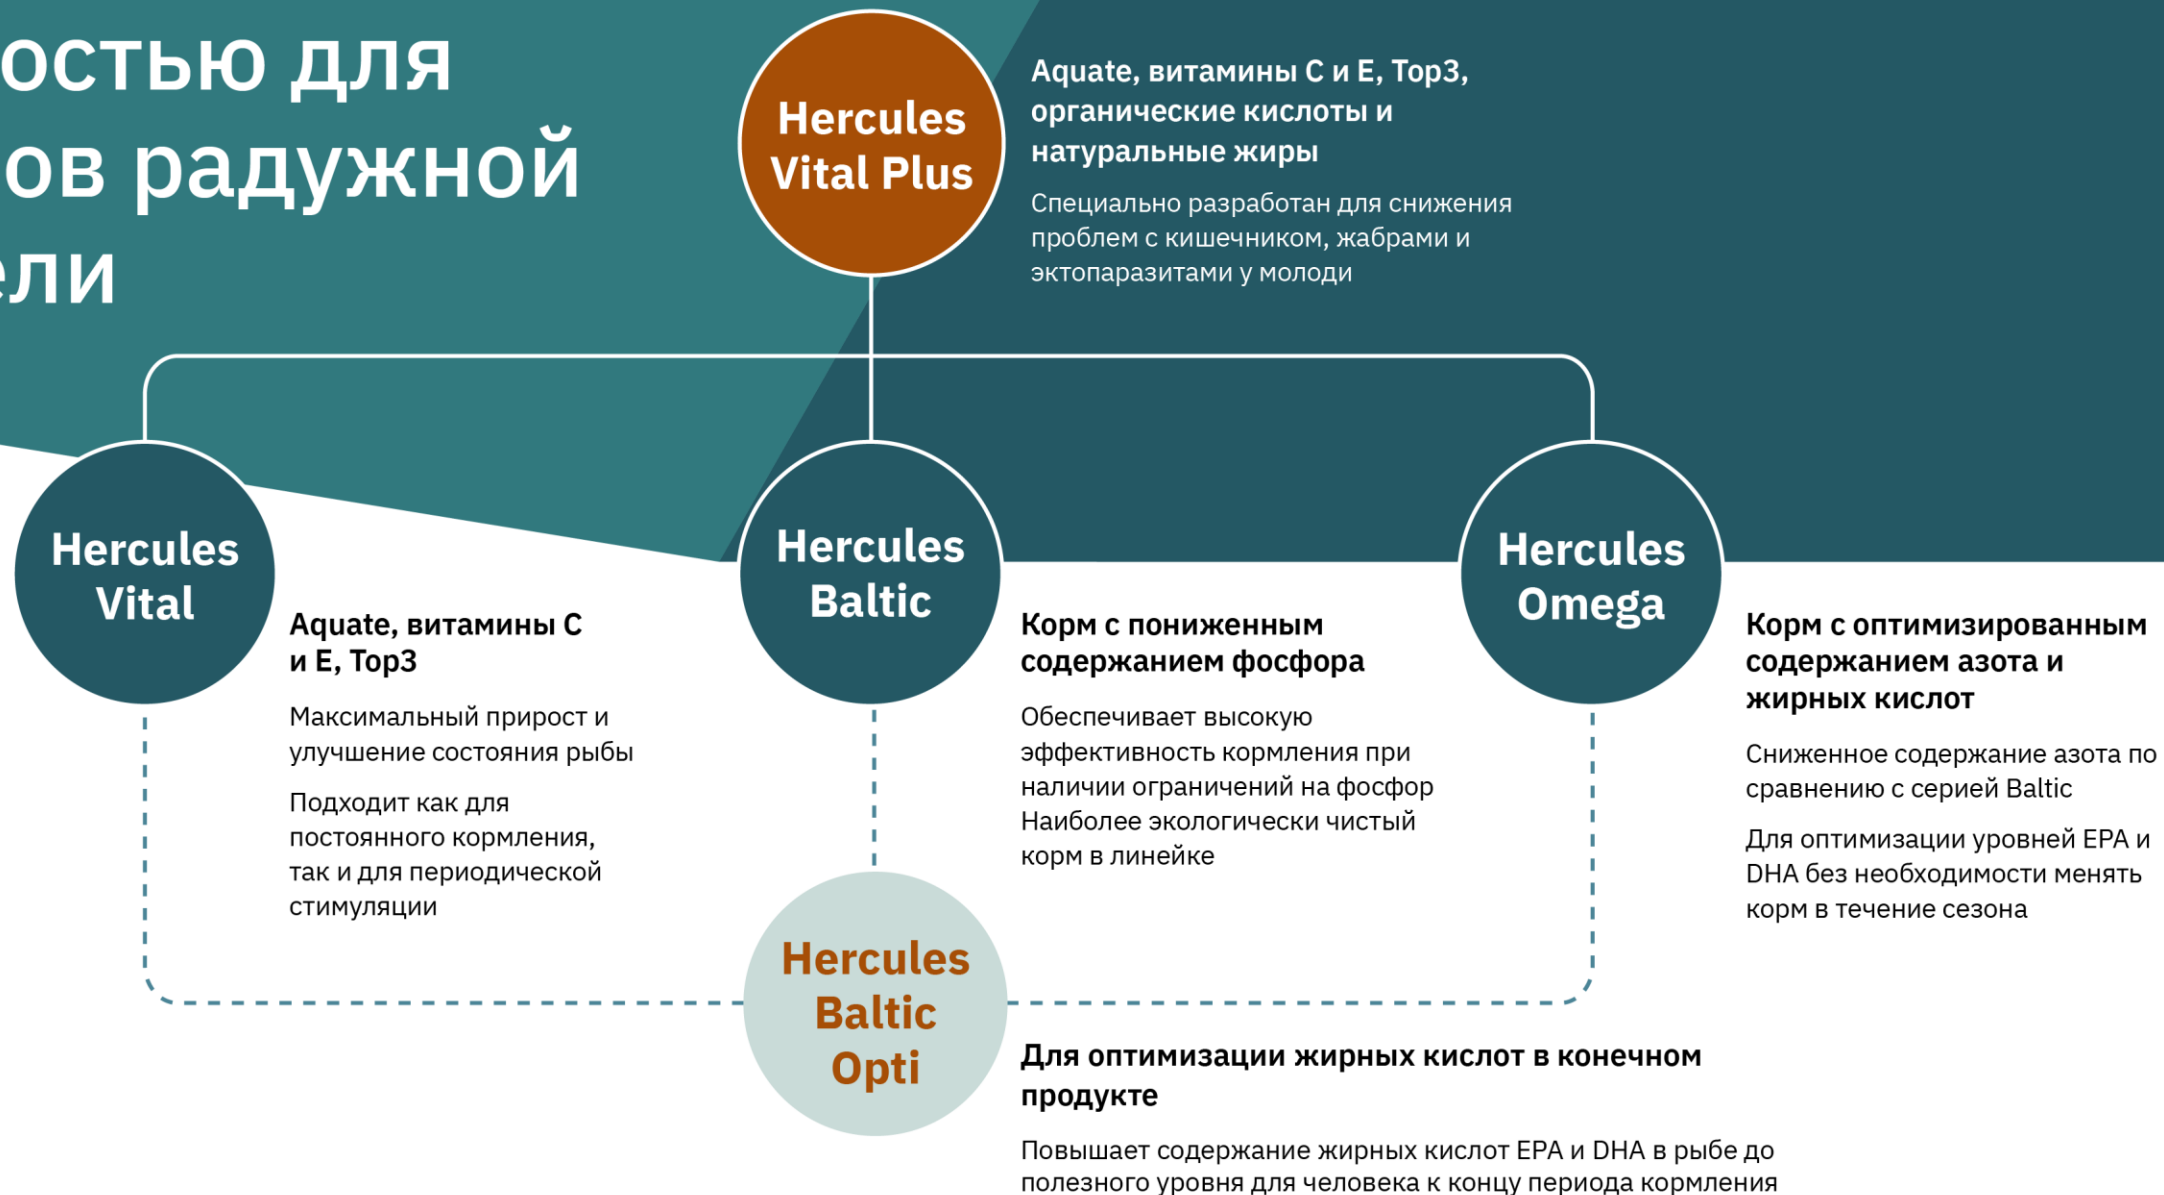 остью для
ов радужной
ели
Hercules
Vital Plus
Aquate, витамины С и Е, Top3,
органические кислоты и
натуральные жиры
Специально разработан для снижения
проблем с кишечником, жабрами и
эктопаразитами у молоди
Hercules
Vital
Aquate, витамины С
и Е, Top3
Максимальный прирост и
улучшение состояния рыбы
Подходит как для
постоянного кормления,
так и для периодической
стимуляции
Hercules
Baltic
Корм с пониженным
содержанием фосфора
Обеспечивает высокую
эффективность кормления при
наличии ограничений на фосфор
Наиболее экологически чистый
корм в линейке
Hercules
Omega
Корм с оптимизированным
содержанием азота и
жирных кислот
Сниженное содержание азота по
сравнению с серией Baltic
Для оптимизации уровней EPA и
DHA без необходимости менять
корм в течение сезона
Hercules
Baltic
Opti
Для оптимизации жирных кислот в конечном
продукте
Повышает содержание жирных кислот EPA и DHA в рыбе до
полезного уровня для человека к концу периода кормления